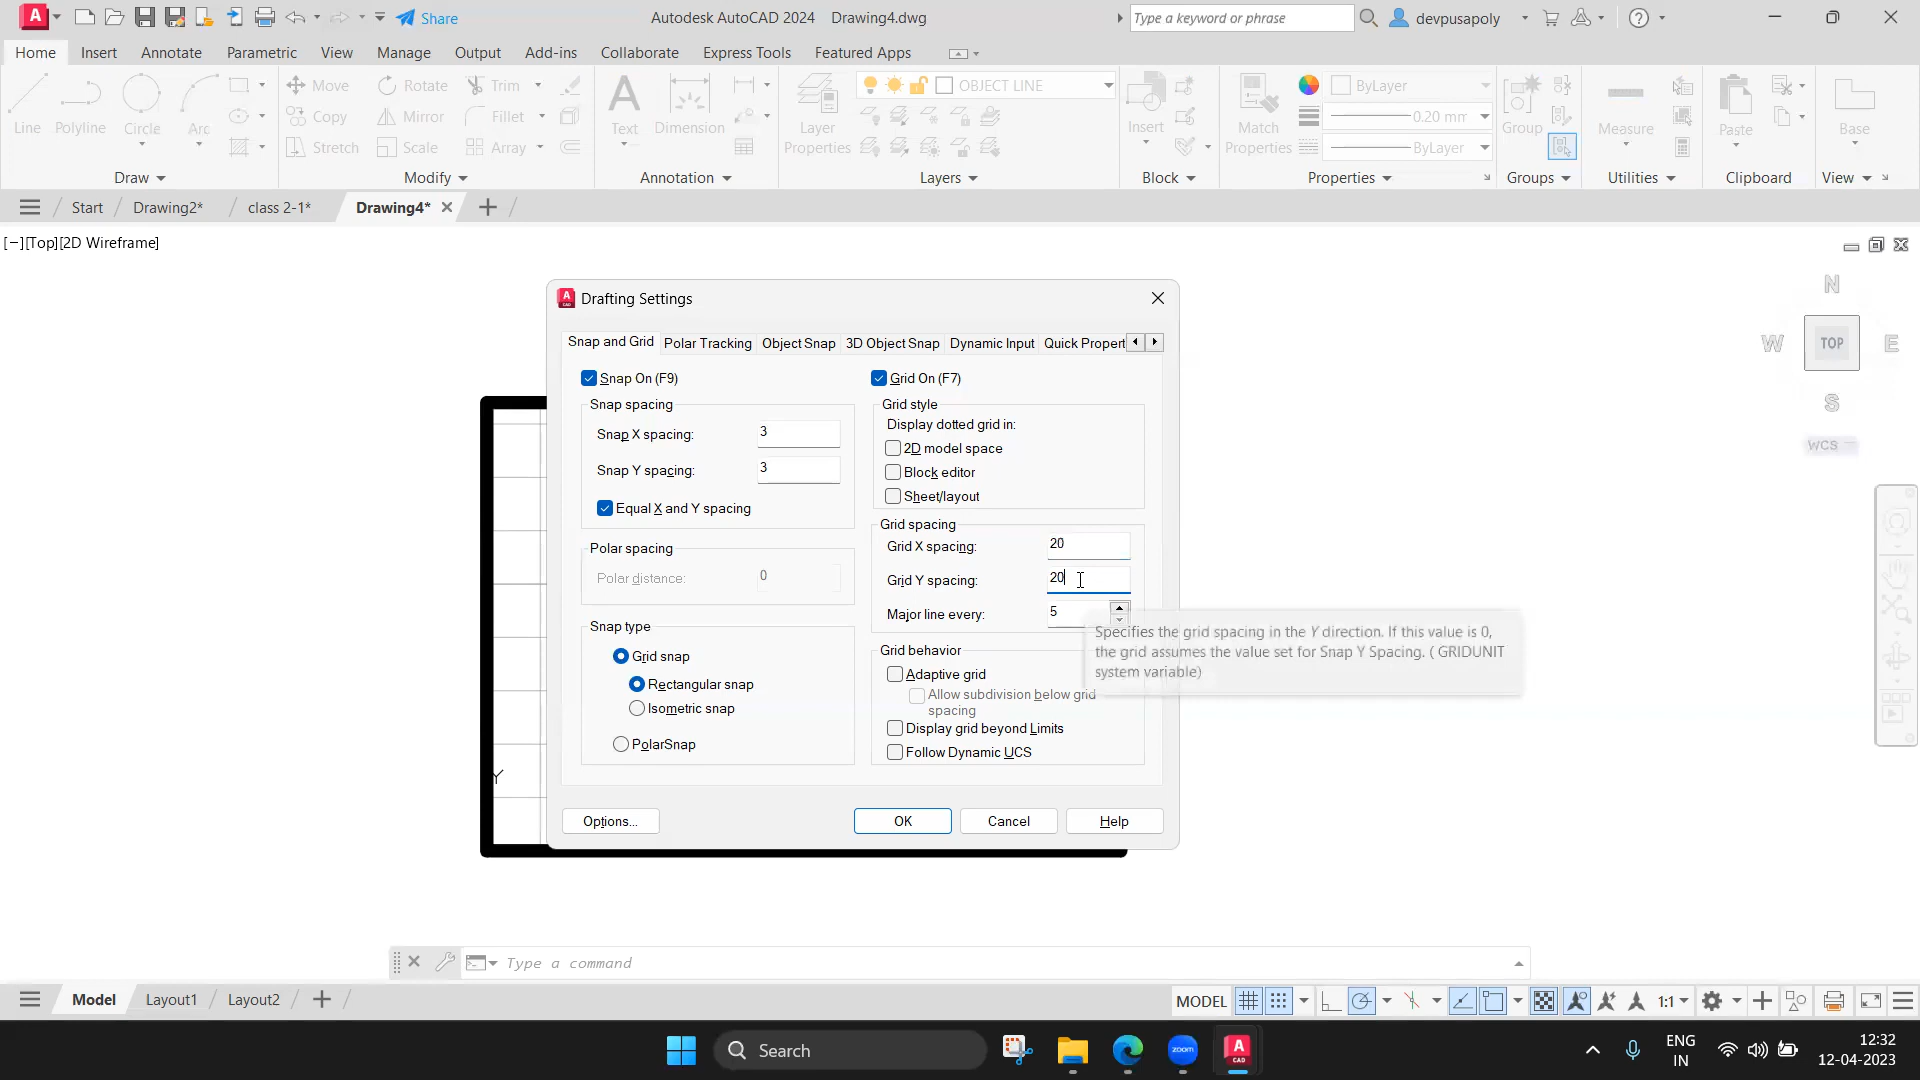 Share
Autodesk AutoCAD 2024 Drawing4.dwg
Type a keyword or phrase
devpusapoly
Home Insert Annotate Parametric View Manage Output Add-ins Collaborate Express Tools Featured Apps
Line Polyline Circle Arc
Move Rotate Trim
Copy Mirror Fillet
Stretch Scale Array
Text Dimension
Layer Properties
OBJECT LINE
Insert
Match Properties
ByLayer
0.20 mm
ByLayer
Group
Measure
Paste
Base
Draw Modify Annotation Layers Block Properties Groups Utilities Clipboard View
Start Drawing2* class 2-1* Drawing4*
[−][Top][2D Wireframe]
N
W TOP E
S
WCS
Drafting Settings
Snap and Grid Polar Tracking Object Snap 3D Object Snap Dynamic Input Quick Propert
Snap On (F9)
Snap spacing
Snap X spacing: 3
Snap Y spacing: 3
Equal X and Y spacing
Polar spacing
Polar distance: 0
Snap type
Grid snap
Rectangular snap
Isometric snap
PolarSnap
Grid On (F7)
Grid style
Display dotted grid in:
2D model space
Block editor
Sheet/layout
Grid spacing
Grid X spacing: 20
Grid Y spacing: 20
Major line every: 5
Grid behavior
Adaptive grid
Allow subdivision below grid
spacing
Display grid beyond Limits
Follow Dynamic UCS
Specifies the grid spacing in the Y direction. If this value is 0,
the grid assumes the value set for Snap Y Spacing. ( GRIDUNIT
system variable)
Options... OK Cancel Help
Y
Type a command
Model Layout1 Layout2
MODEL 1:1
Search
zoom
A
CAD
ENG
IN
12:32
12-04-2023